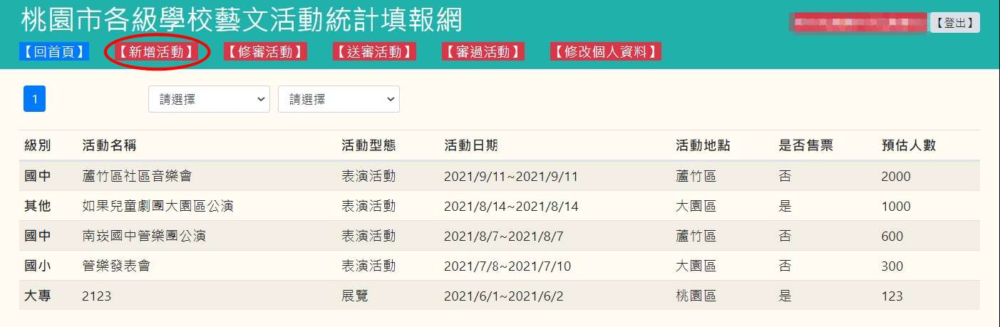 桃園市各級學校藝文活動統計填報網
【登出】
【回首頁】 【新增活動】 【修審活動】 【送審活動】 【審過活動】 【修改個人資料】
1 請選擇 請選擇
級別 活動名稱 活動型態 活動日期 活動地點 是否售票 預估人數
國中 蘆竹區社區音樂會 表演活動 2021/9/11~2021/9/11 蘆竹區 否 2000
其他 如果兒童劇團大園區公演 表演活動 2021/8/14~2021/8/14 大園區 是 1000
國中 南崁國中管樂團公演 表演活動 2021/8/7~2021/8/7 蘆竹區 否 600
國小 管樂發表會 表演活動 2021/7/8~2021/7/10 大園區 否 300
大專 2123 展覽 2021/6/1~2021/6/2 桃園區 是 123